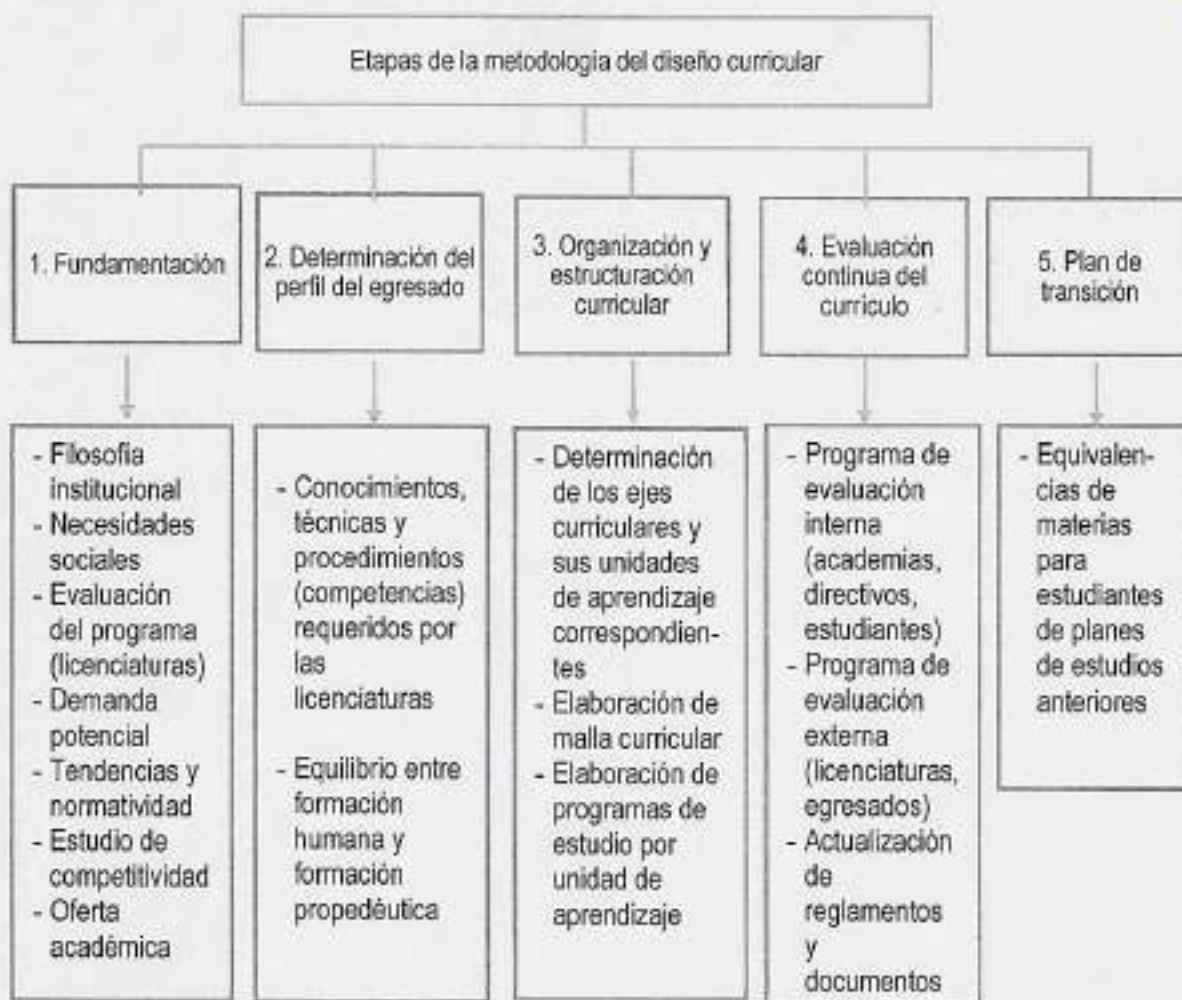 Etapas de la metodologia del diseño curricular
1. Fundamentación
2. Determinación del
perfil del egresado
3. Organización y
estructuración
curricular
4. Evaluación
continua del
curriculo
5. Plan de
transición
- Filosofia
institucional
- Necesidades
sociales
- Evaluación
del programa
(licenciaturas)
- Demanda
potencial
- Tendencias y
normatividad
- Estudio de
competitividad
- Oferta
académica
- Conocimientos,
técnicas y
procedimientos
(competencias)
requeridos por
las
licenciaturas
- Equilibrio entre
formación
humana y
formación
propedéutica
- Determinación
de los ejes
curriculares y
sus unidades
de aprendizaje
correspondien-
tes
- Elaboración de
malla curricular
- Elaboración de
programas de
estudio por
unidad de
aprendizaje
- Programa de
evaluación
interna
(academias,
directivos,
estudiantes)
- Programa de
evaluación
externa
(licenciaturas,
egresados)
- Actualización
de
reglamentos
y
documentos
- Equivalen-
cias de
materias
para
estudiantes
de planes
de estudios
anteriores